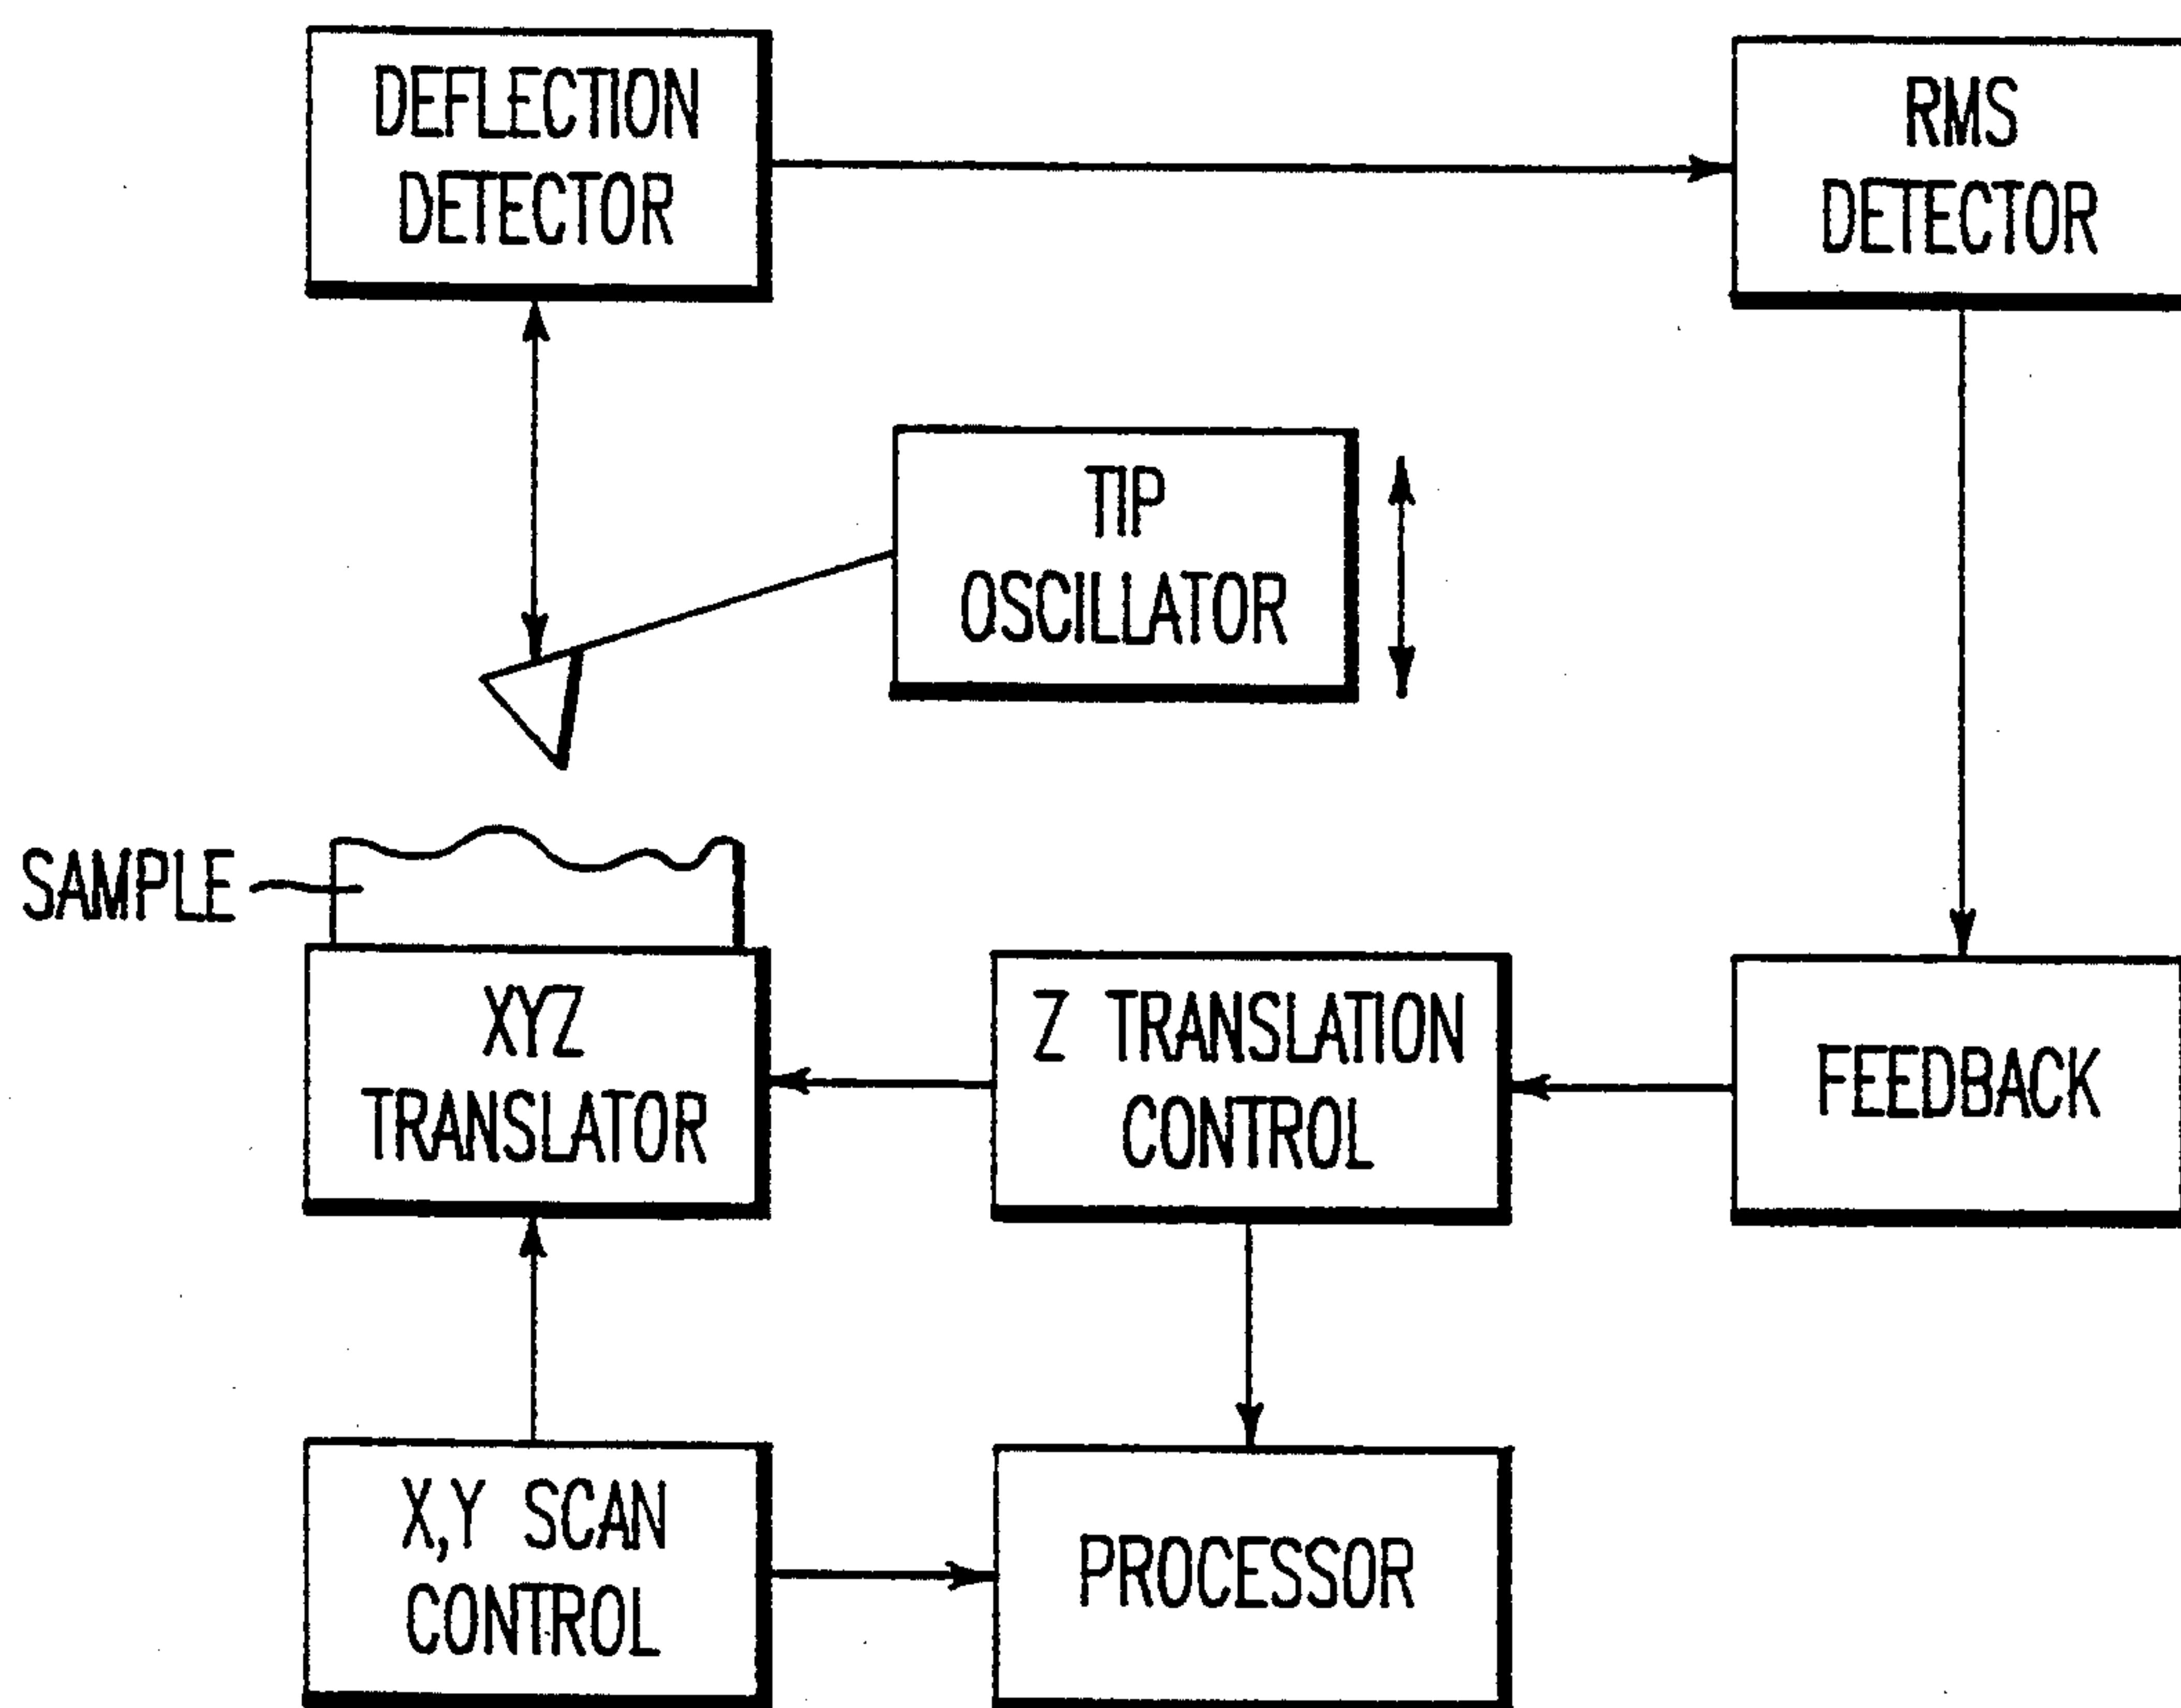 DEFLECTION
DETECTOR
RMS
DETECTOR
TIP
OSCILLATOR
SAMPLE
XYZ
TRANSLATOR
Z TRANSLATION
CONTROL
FEEDBACK
X,Y SCAN
CONTROL
PROCESSOR